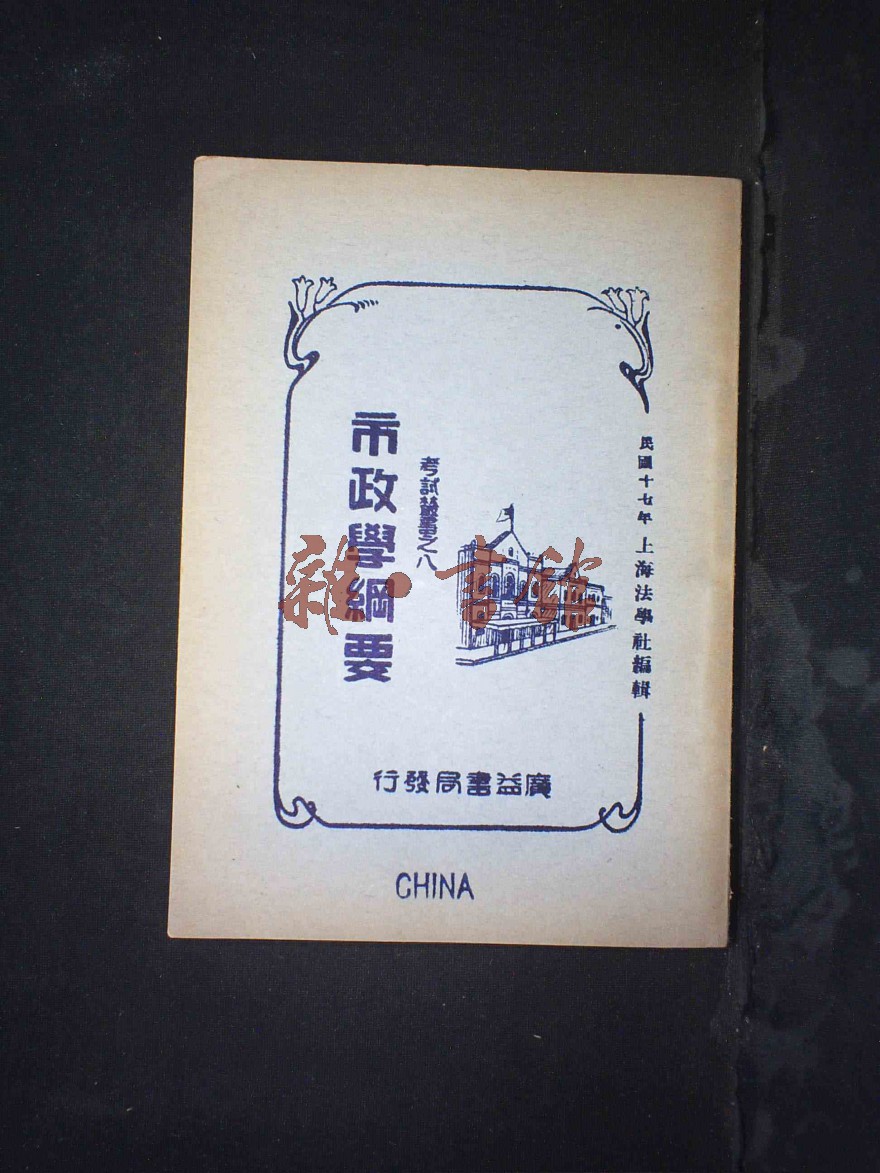 民國十七年 上海法學社編輯
考試叢書之八
市政學綱要
廣益書局發行
CHINA
雜·書館